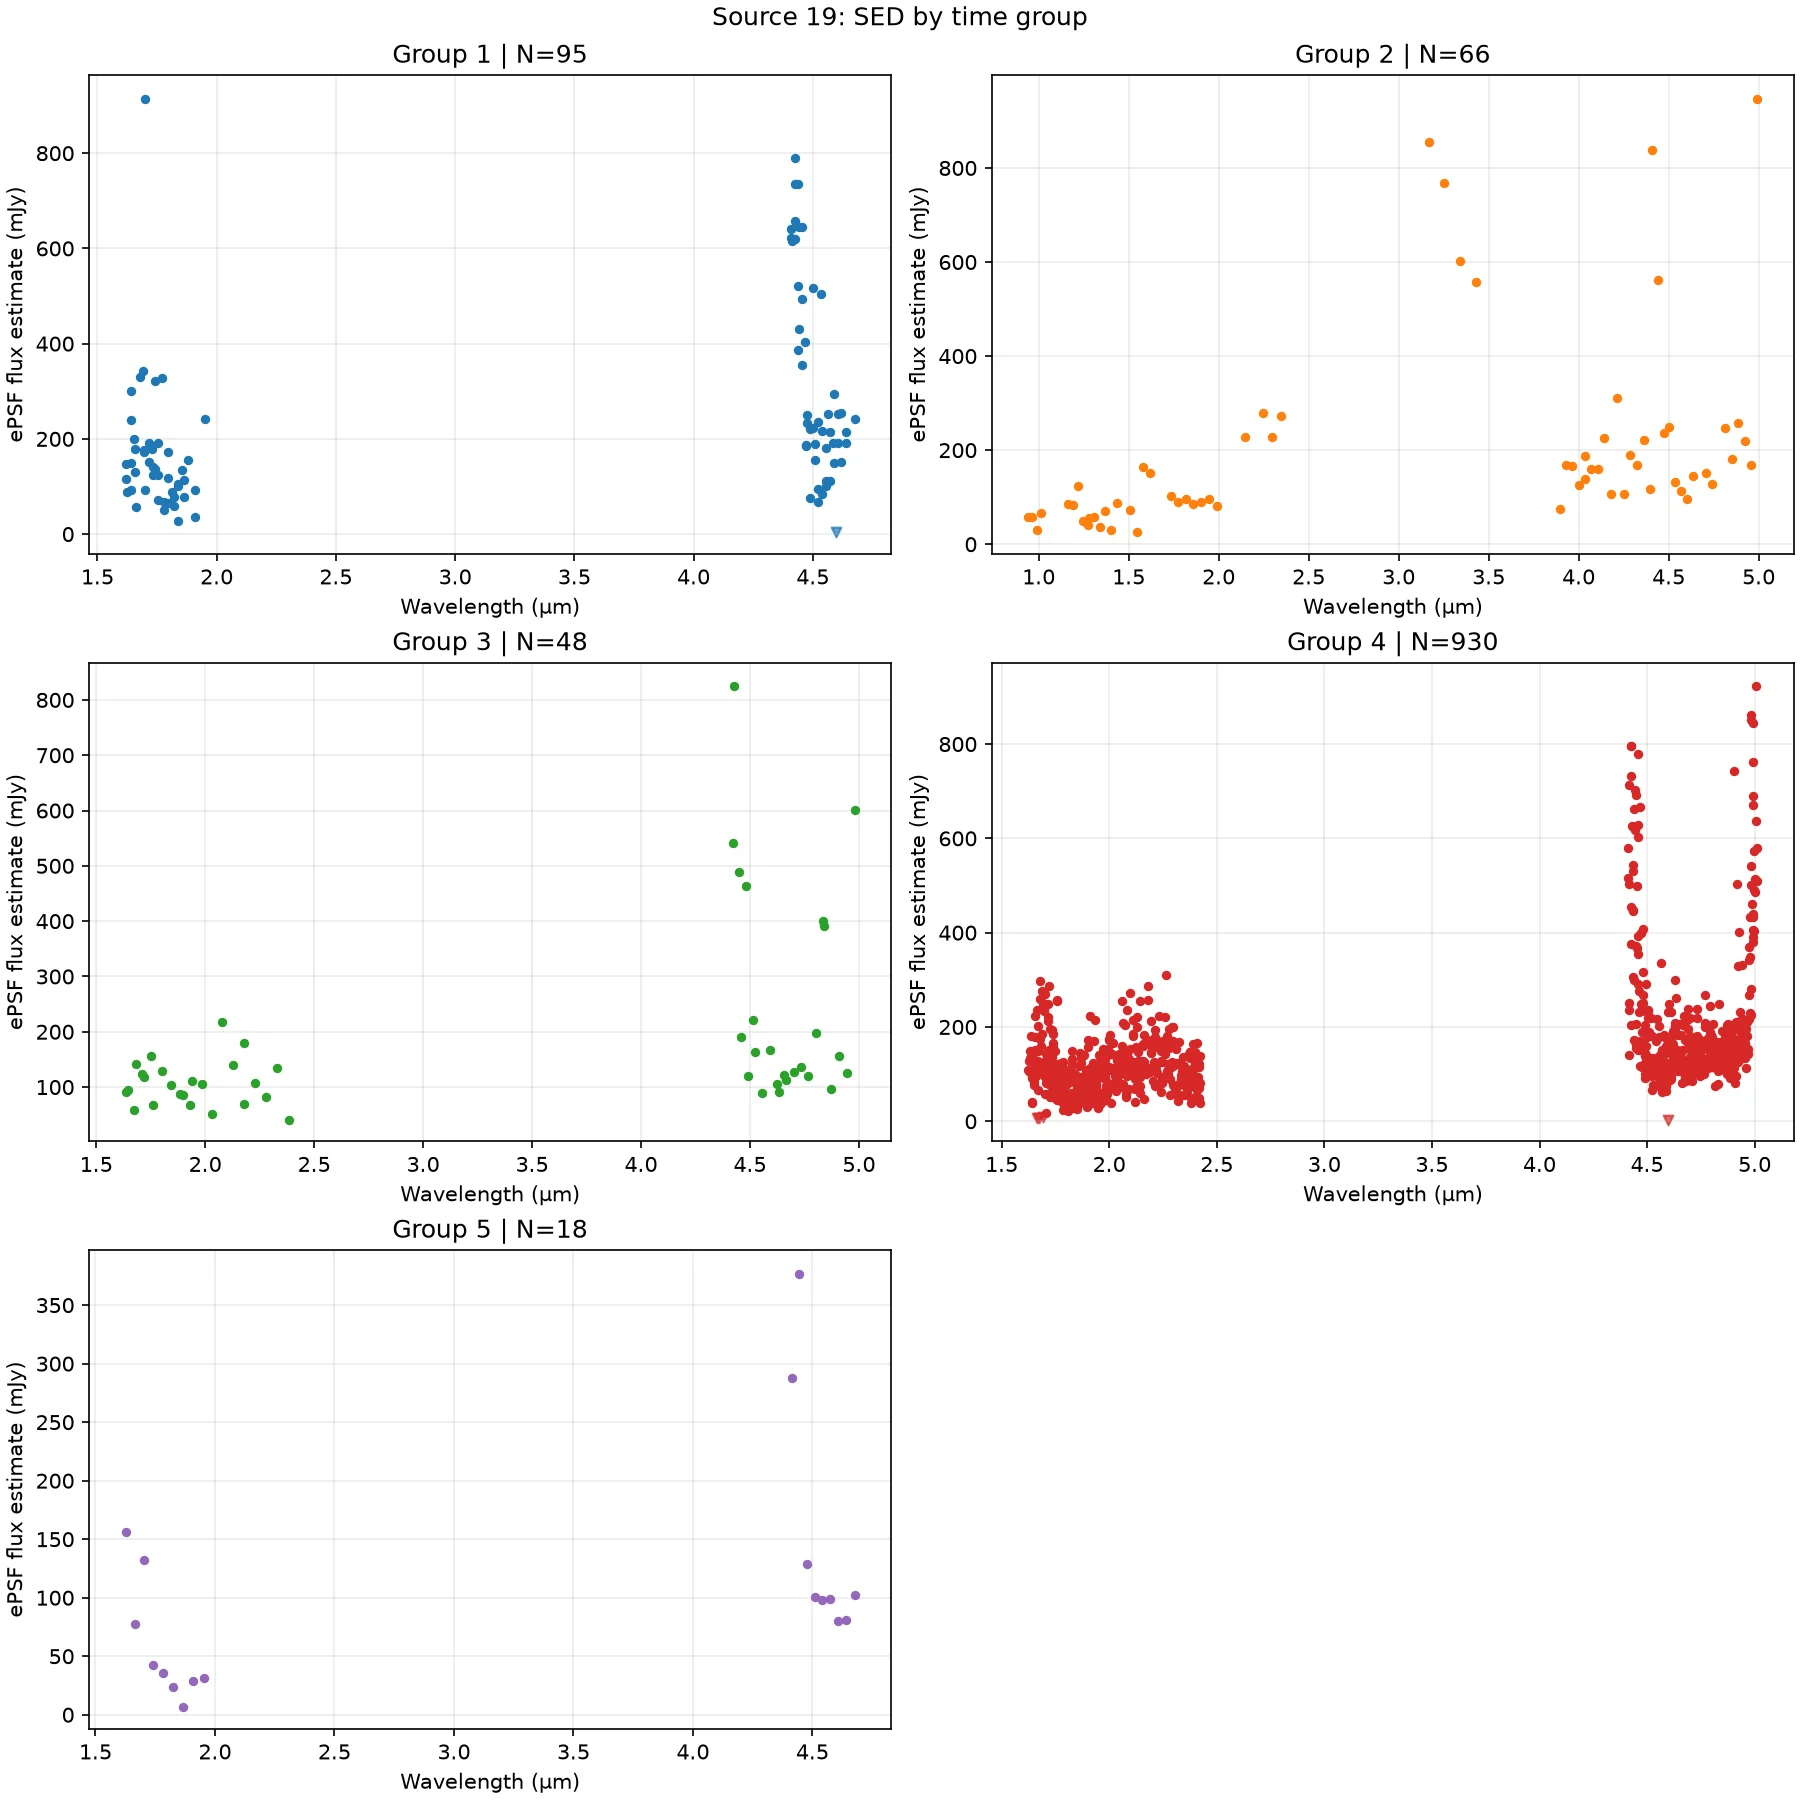 Source 19: SED by time group
Group 1 | N=95
ePSF flux estimate (mJy)
800
600
400
200
0
1.5 2.0 2.5 3.0 3.5 4.0 4.5
Wavelength (μm)
Group 2 | N=66
ePSF flux estimate (mJy)
800
600
400
200
0
1.0 1.5 2.0 2.5 3.0 3.5 4.0 4.5 5.0
Wavelength (μm)
Group 3 | N=48
ePSF flux estimate (mJy)
800
700
600
500
400
300
200
100
1.5 2.0 2.5 3.0 3.5 4.0 4.5 5.0
Wavelength (μm)
Group 4 | N=930
ePSF flux estimate (mJy)
800
600
400
200
0
1.5 2.0 2.5 3.0 3.5 4.0 4.5 5.0
Wavelength (μm)
Group 5 | N=18
ePSF flux estimate (mJy)
350
300
250
200
150
100
50
0
1.5 2.0 2.5 3.0 3.5 4.0 4.5
Wavelength (μm)